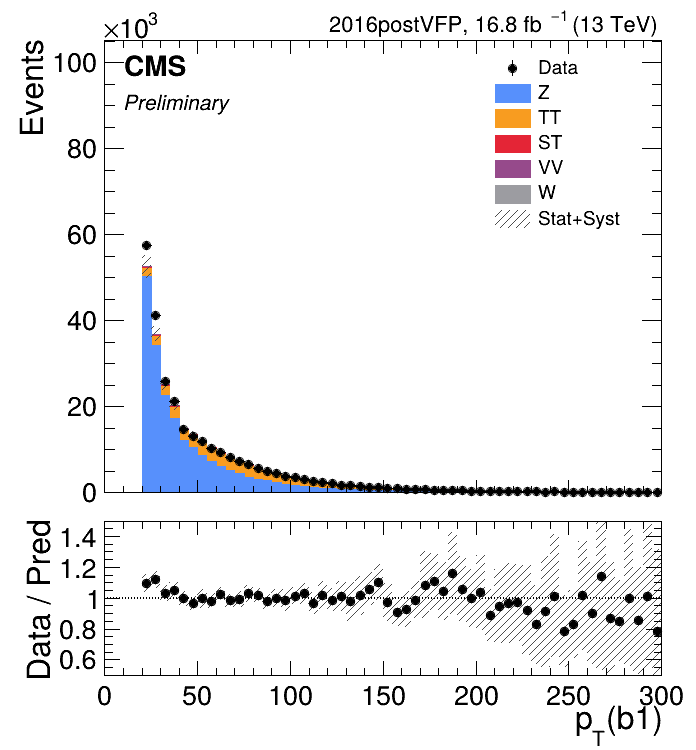 ×10³
2016postVFP, 16.8 fb⁻¹ (13 TeV)
Events
100
80
60
40
20
0
CMS
Preliminary
Data
Z
TT
ST
VV
W
Stat+Syst
Data / Pred
1.4
1.2
1
0.8
0.6
0 50 100 150 200 250 300
p_T(b1)